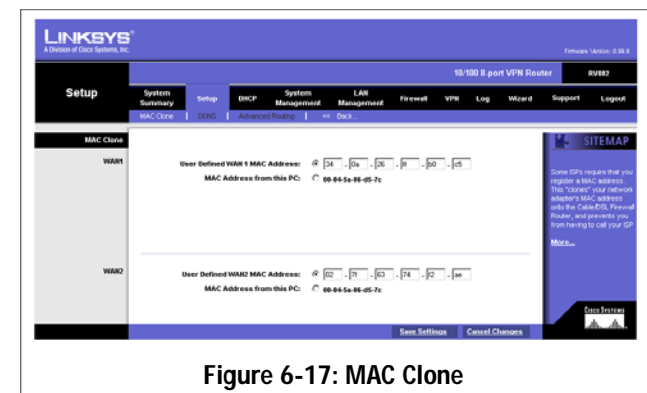 LINKSYS®
A Division of Cisco Systems, Inc.
Firmware Version: 0.99.8
10/100 8-port VPN Router RV082
Setup
System Summary Setup DHCP System Management LAN Management Firewall VPN Log Wizard Support Logout
MAC Clone | DDNS | Advanced Routing | << Back...
MAC Clone
SITEMAP
WAN1
User Defined WAN 1 MAC Address: 34 - 0a - 26 - ff - b0 - c5
MAC Address from this PC: 00-04-5a-86-d5-7c
Some ISPs require that you
register a MAC address.
This "clones" your network
adapter's MAC address
onto the Cable/DSL Firewall
Router, and prevents you
from having to call your ISP
More...
WAN2
User Defined WAN2 MAC Address: 02 - 7f - 63 - 74 - f2 - ae
MAC Address from this PC: 00-04-5a-86-d5-7c
CISCO SYSTEMS
Save Settings Cancel Changes
Figure 6-17: MAC Clone